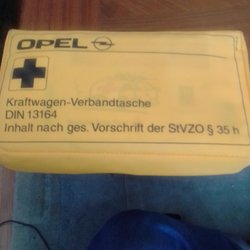 OPEL
Kraftwagen-Verbandtasche
DIN 13164
Inhalt nach ges. Vorschrift der StVZO § 35 h